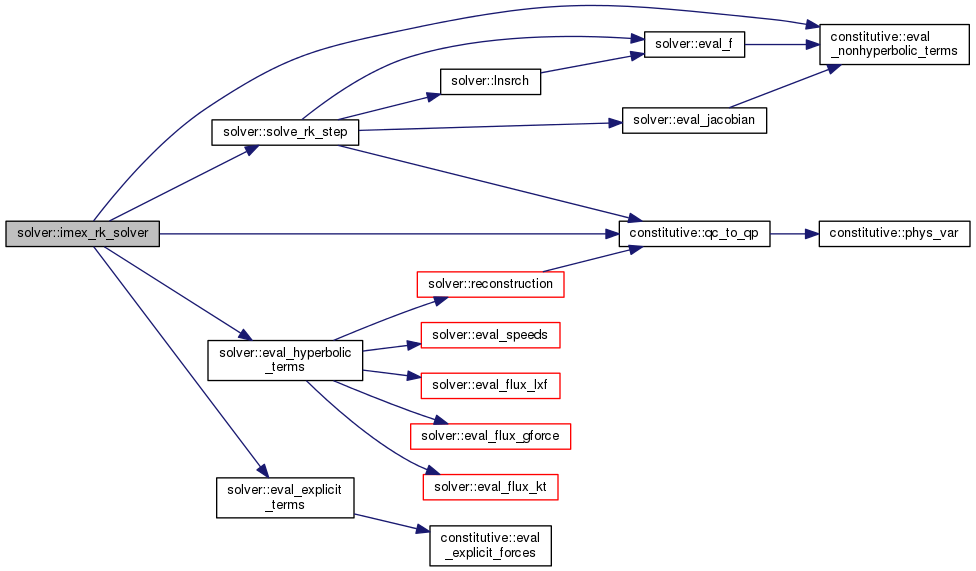 constitutive::eval
_nonhyperbolic_terms
solver::eval_f
solver::lnsrch
solver::eval_jacobian
solver::solve_rk_step
solver::imex_rk_solver
constitutive::qc_to_qp
constitutive::phys_var
solver::reconstruction
solver::eval_speeds
solver::eval_hyperbolic
_terms
solver::eval_flux_lxf
solver::eval_flux_gforce
solver::eval_flux_kt
solver::eval_explicit
_terms
constitutive::eval
_explicit_forces